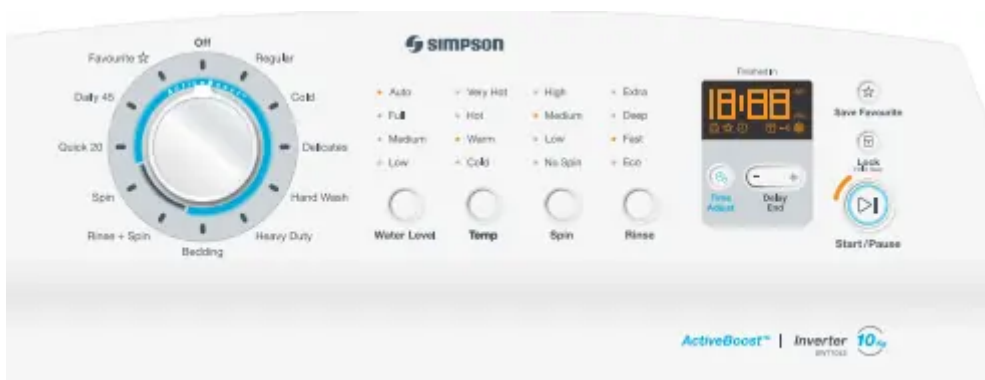 SIMPSON
Off
Regular
Cold
Delicates
Hand Wash
Heavy Duty
Bedding
Rinse + Spin
Spin
Quick 20
Daily 45
Favourite
ActiveBoost™
Auto
Full
Medium
Low
Water Level
Very Hot
Hot
Warm
Cold
Temp
High
Medium
Low
No Spin
Spin
Extra
Deep
Fast
Eco
Rinse
Finished in
18:88
Time
Adjust
- +
Delay
End
Save Favourite
Lock
Start/Pause
ActiveBoost™ | Inverter 10Kg